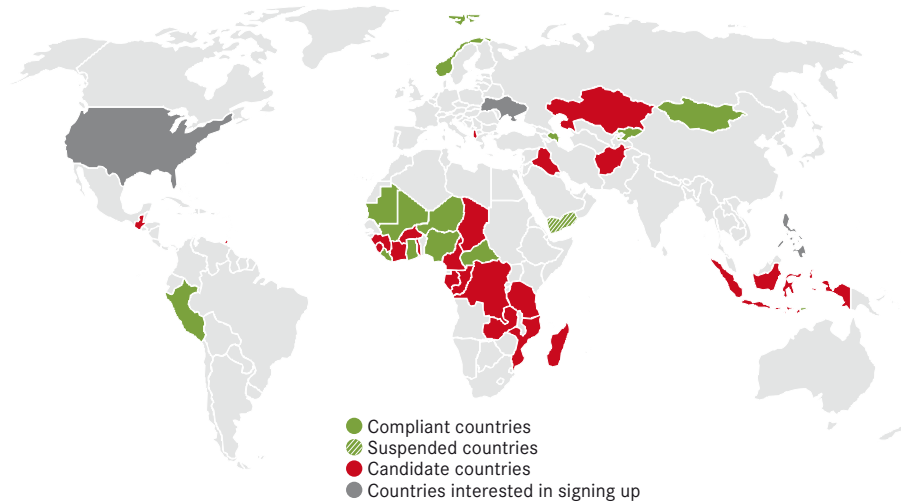 Compliant countries
Suspended countries
Candidate countries
Countries interested in signing up